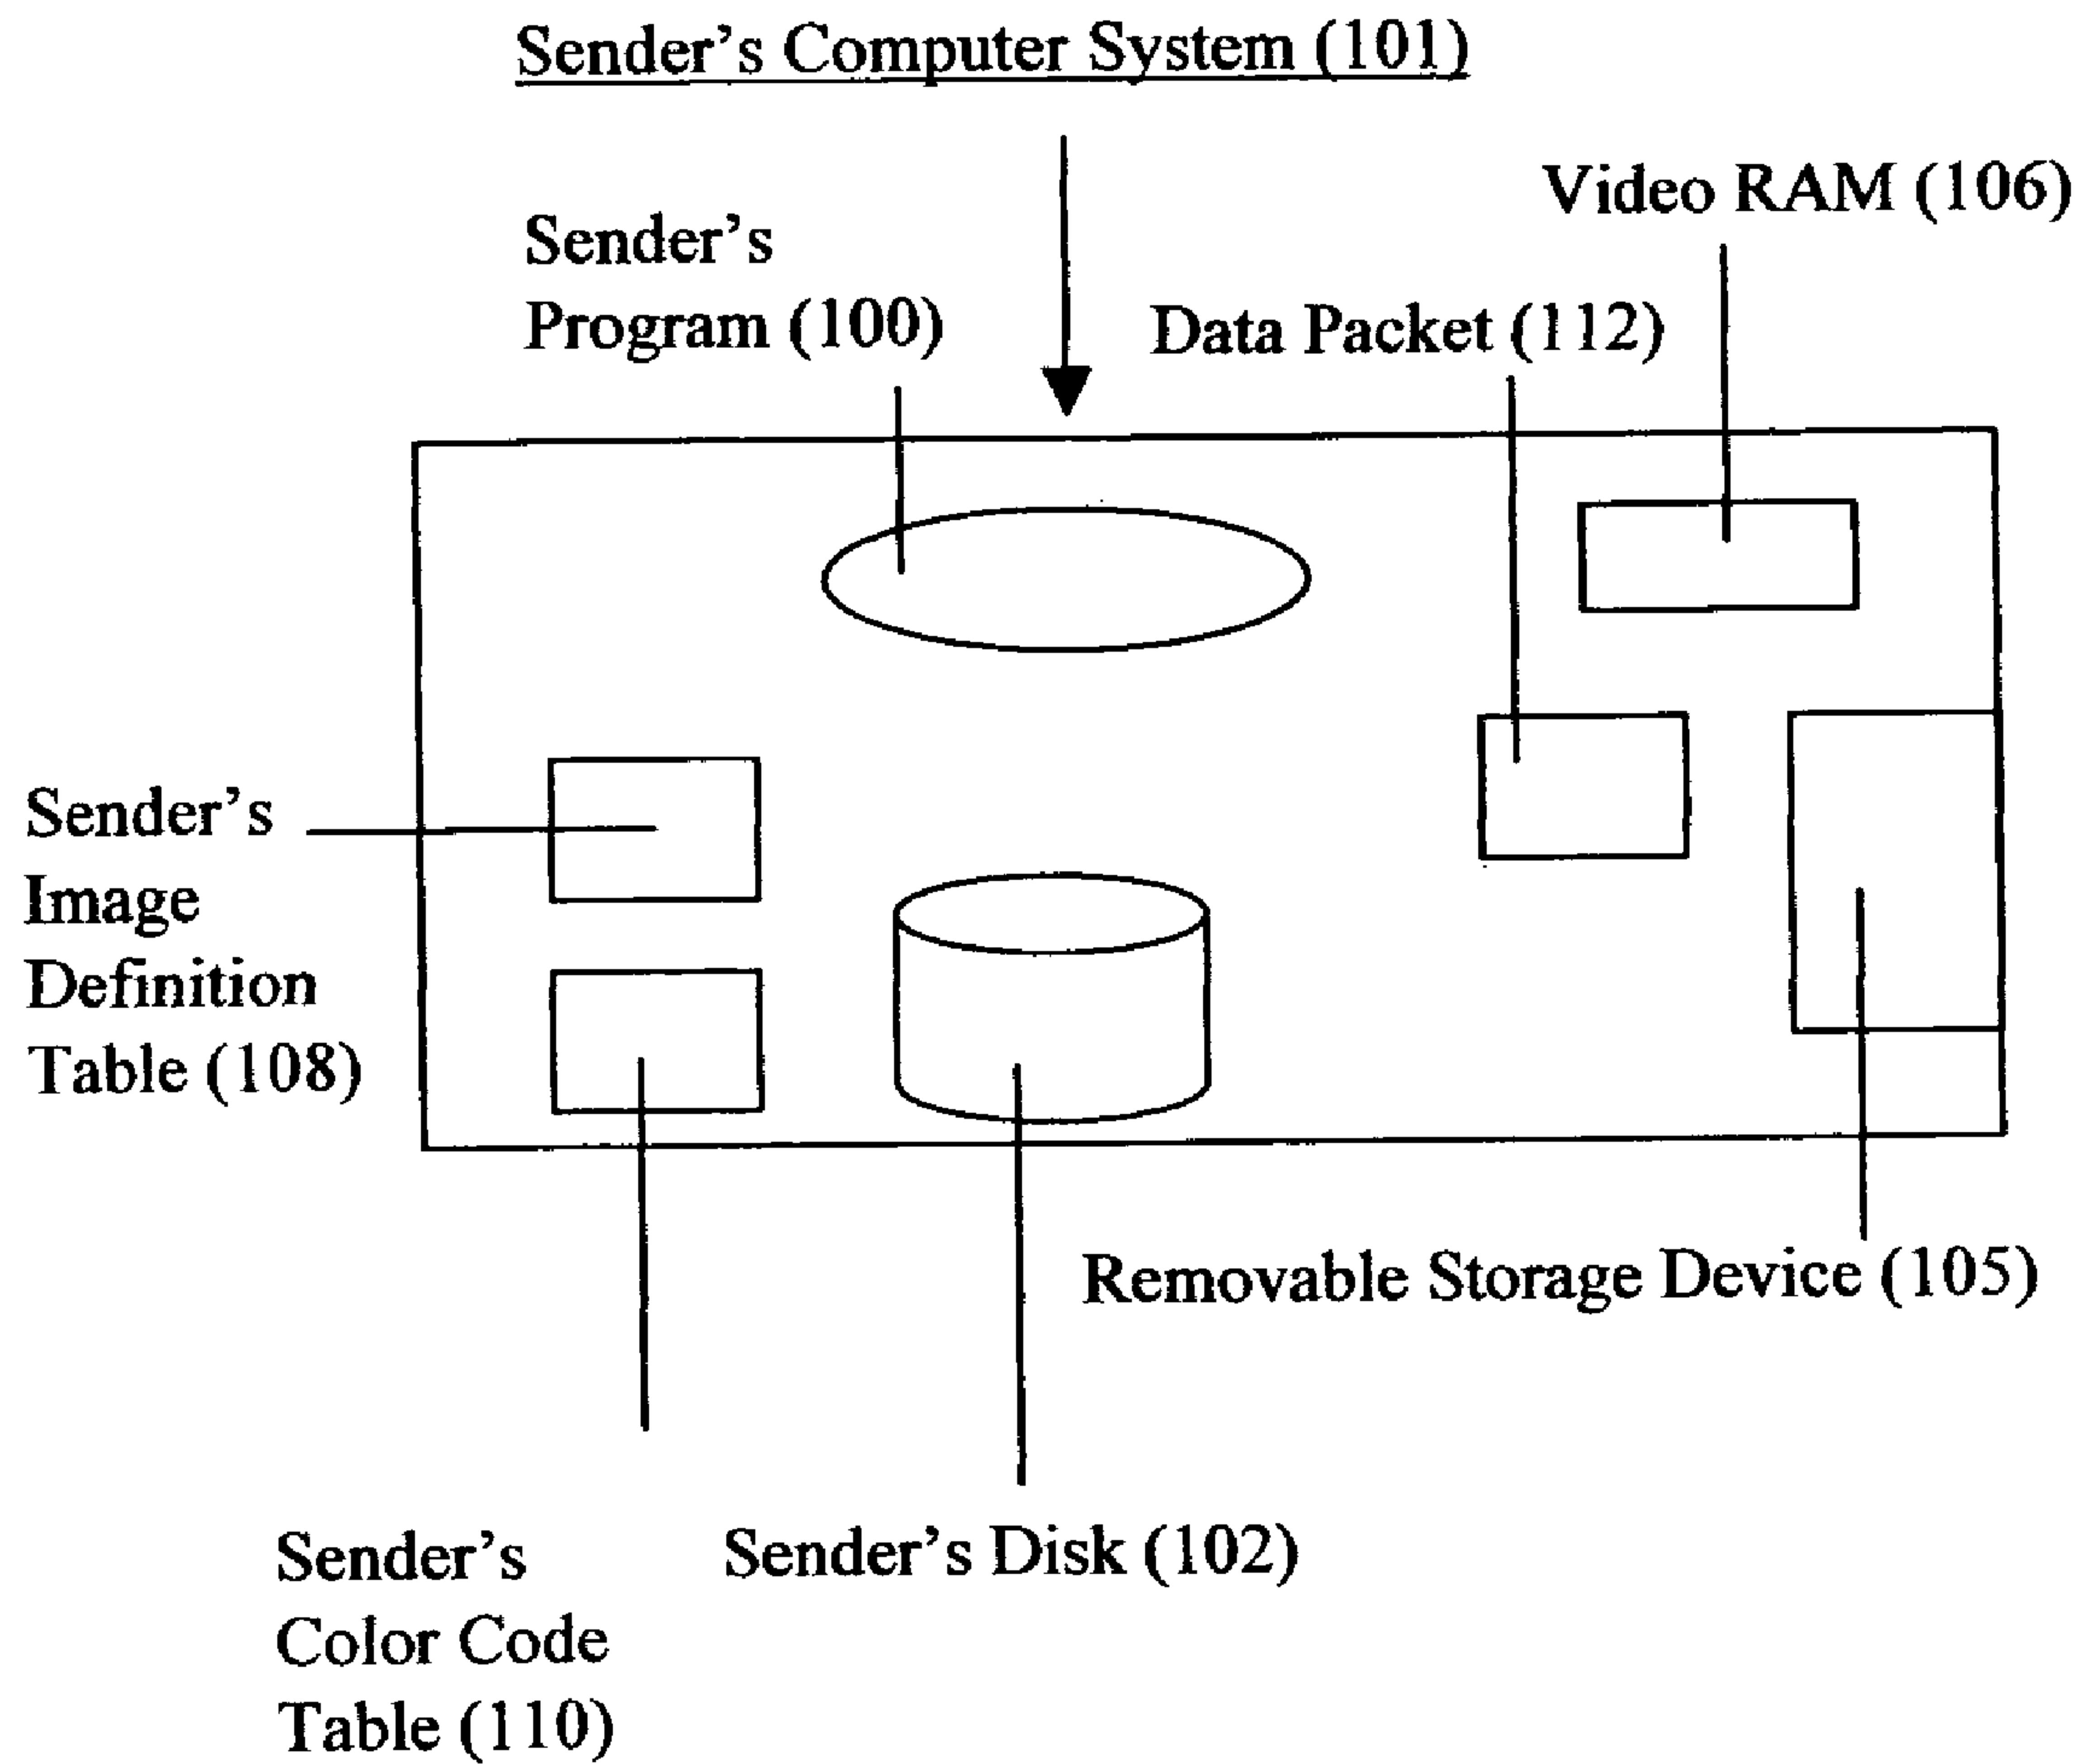 Sender's Computer System (101)
Video RAM (106)
Sender's
Program (100)
Data Packet (112)
Sender's
Image
Definition
Table (108)
Removable Storage Device (105)
Sender's
Color Code
Table (110)
Sender's Disk (102)